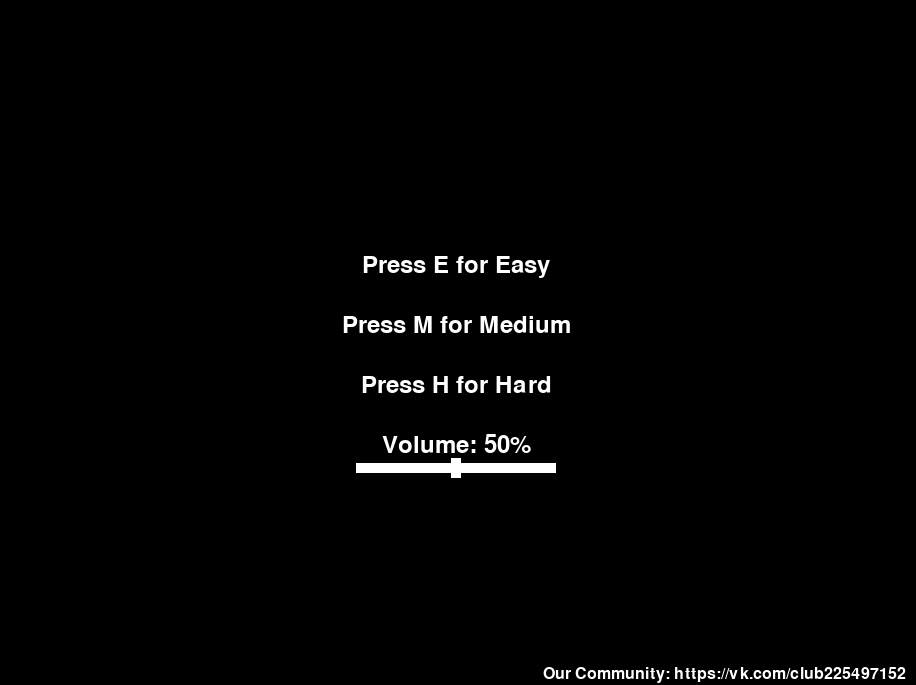 Press E for Easy
Press M for Medium
Press H for Hard
Volume: 50%
Our Community: https://vk.com/club225497152